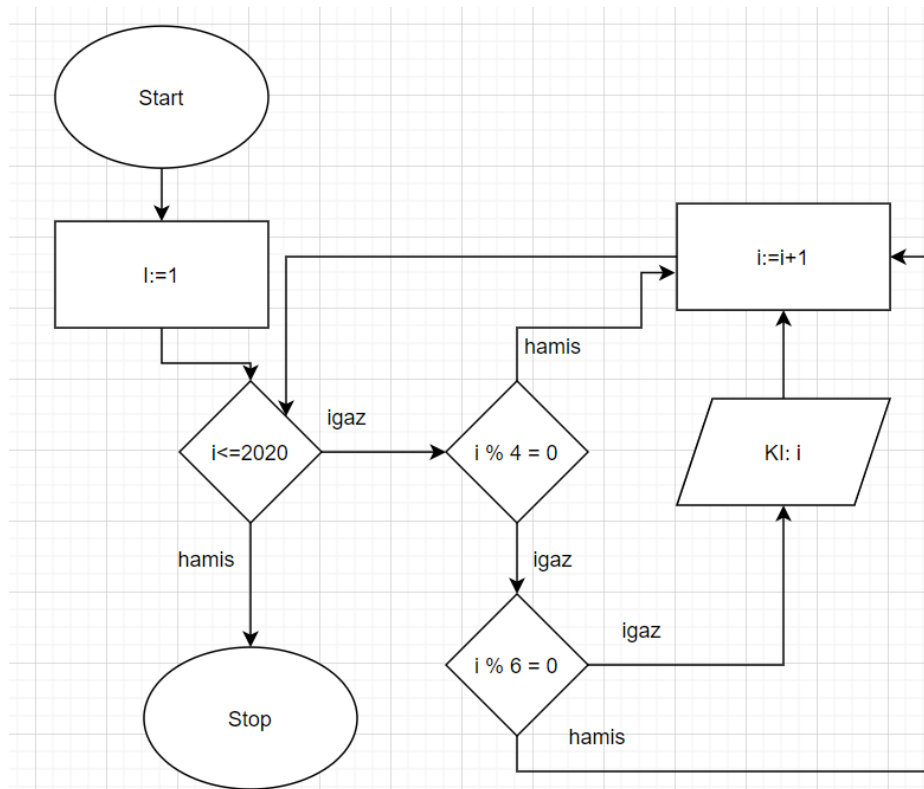 Start
I:=1
i:=i+1
hamis
igaz
i<=2020
i % 4 = 0
KI: i
hamis
igaz
igaz
i % 6 = 0
Stop
hamis